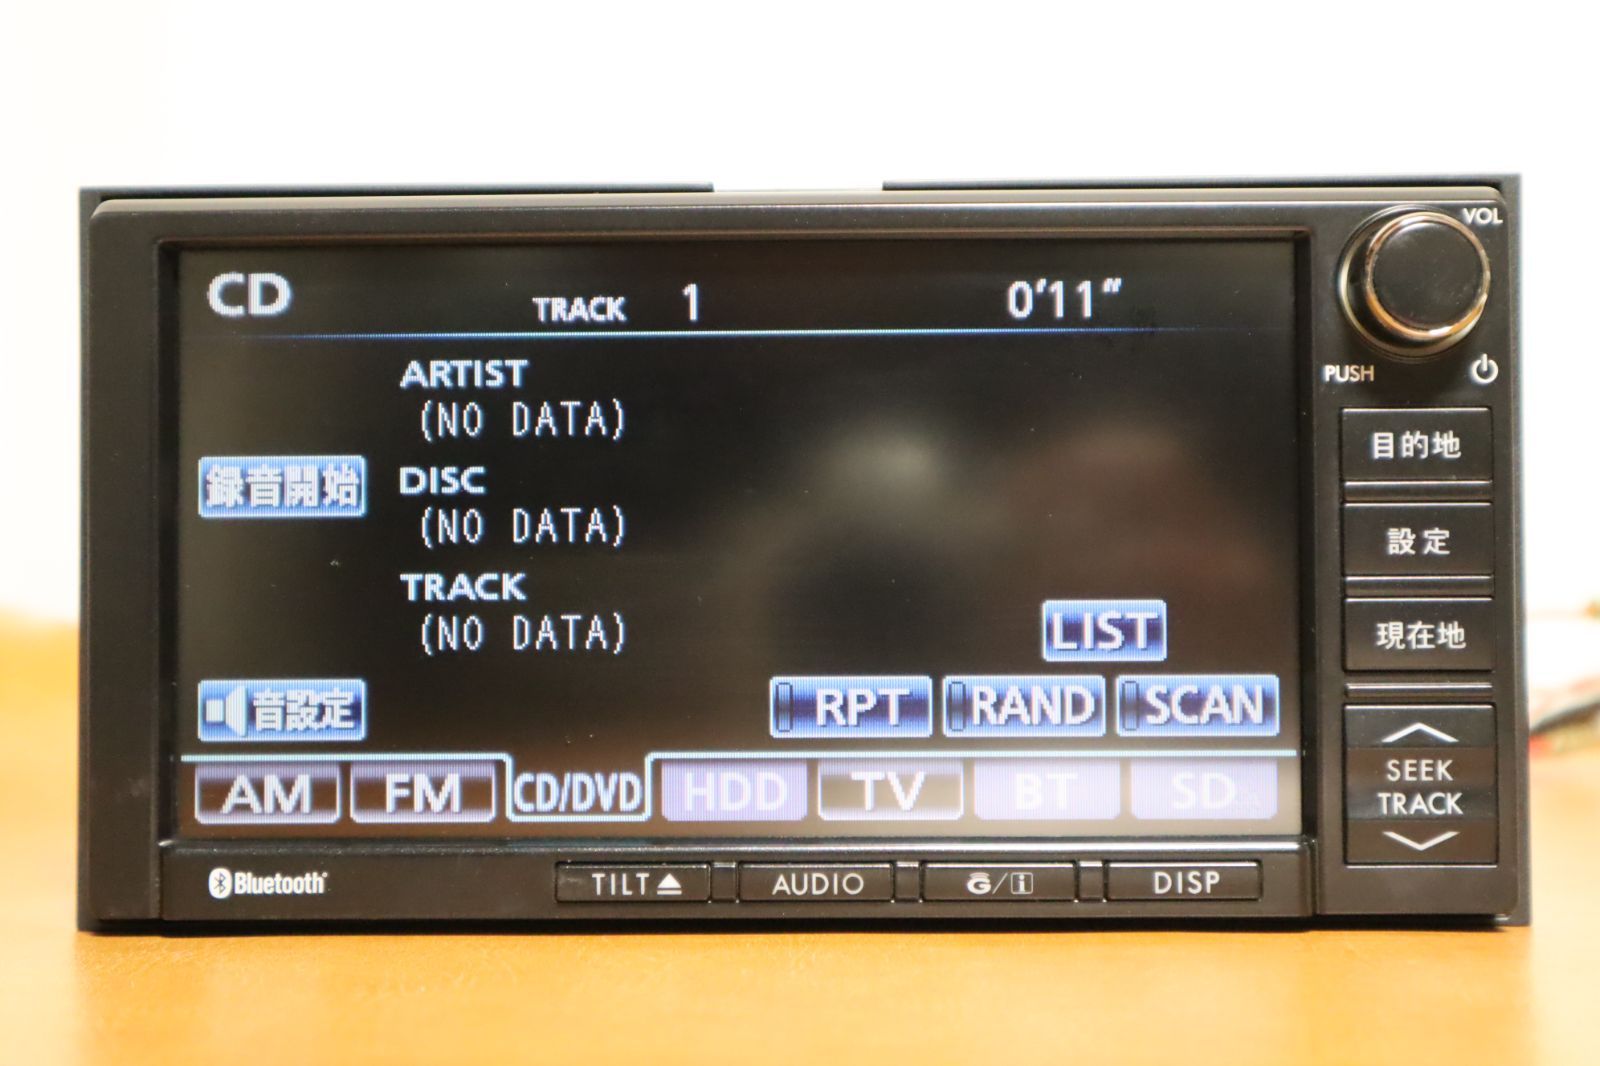 VOL
CD TRACK 1 0'11"
ARTIST
(NO DATA)
PUSH
目的地
録音開始
DISC
(NO DATA)
設定
TRACK
(NO DATA)
LIST
現在地
音設定
RPT RAND SCAN
AM FM CD/DVD HDD TV BT SD
SEEK
TRACK
Bluetooth
TILT AUDIO G/i DISP